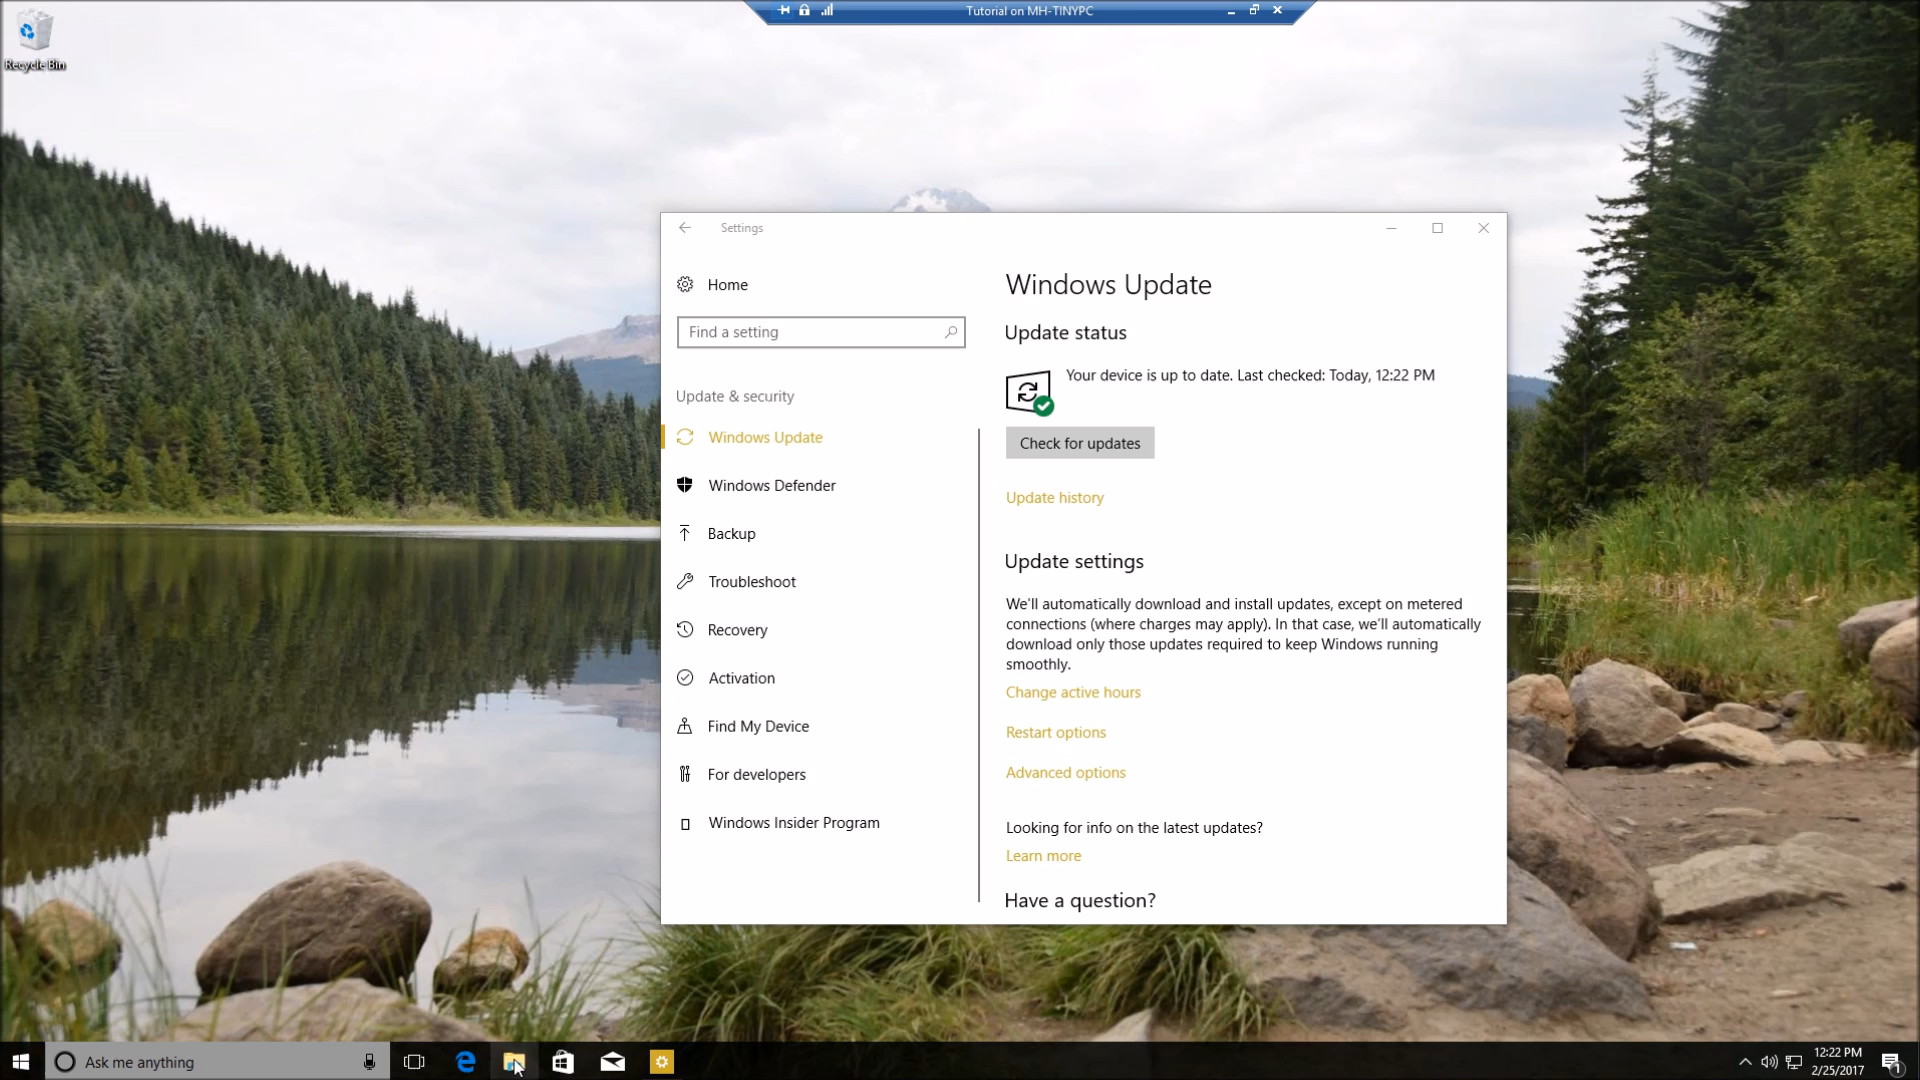 Tutorial on MH-TINYPC
Recycle Bin
Settings
Home
Find a setting
Update & security
Windows Update
Windows Defender
Backup
Troubleshoot
Recovery
Activation
Find My Device
For developers
Windows Insider Program
Windows Update
Update status
Your device is up to date. Last checked: Today, 12:22 PM
Check for updates
Update history
Update settings
We'll automatically download and install updates, except on metered
connections (where charges may apply). In that case, we'll automatically
download only those updates required to keep Windows running
smoothly.
Change active hours
Restart options
Advanced options
Looking for info on the latest updates?
Learn more
Have a question?
Ask me anything
12:22 PM
2/25/2017
1